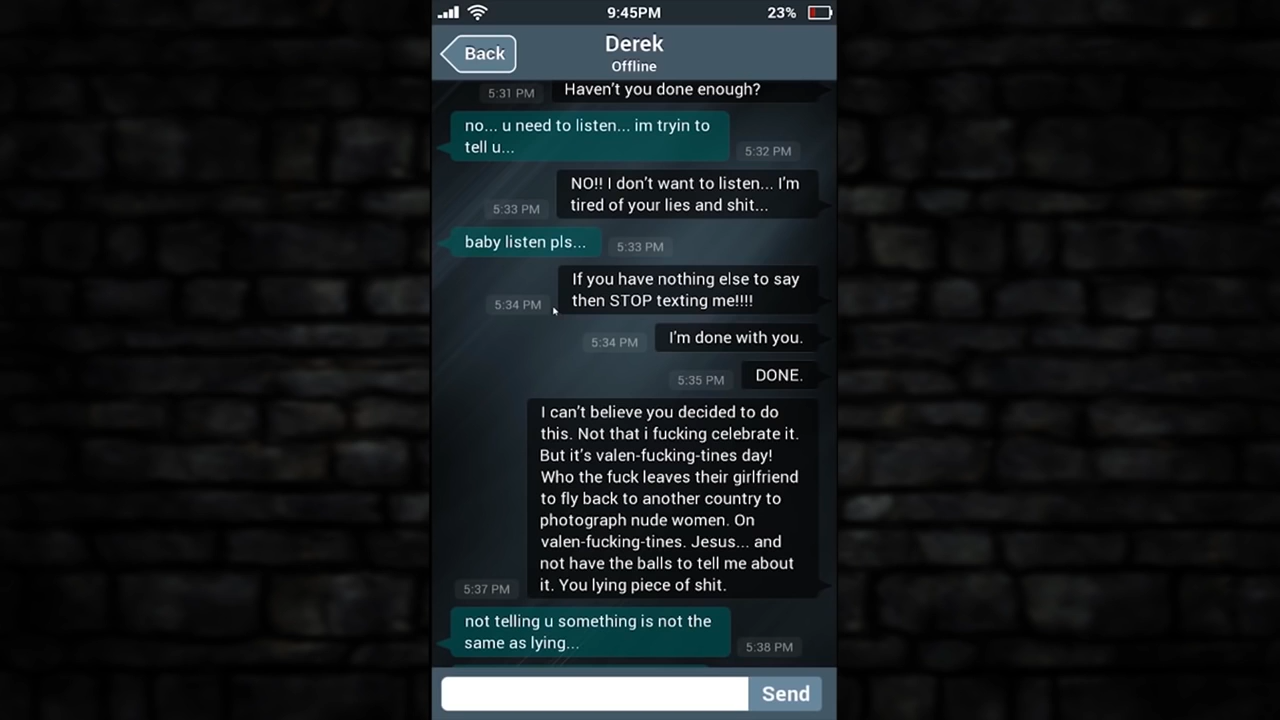 9:45PM
23%
Back
Derek
Offline
Haven't you done enough?
5:31 PM
no... u need to listen... im tryin to
tell u...
5:32 PM
NO!! I don't want to listen... I'm
tired of your lies and shit...
5:33 PM
baby listen pls...
5:33 PM
If you have nothing else to say
then STOP texting me!!!!
5:34 PM
I'm done with you.
5:34 PM
DONE.
5:35 PM
I can't believe you decided to do
this. Not that i fucking celebrate it.
But it's valen-fucking-tines day!
Who the fuck leaves their girlfriend
to fly back to another country to
photograph nude women. On
valen-fucking-tines. Jesus... and
not have the balls to tell me about
it. You lying piece of shit.
5:37 PM
not telling u something is not the
same as lying...
5:38 PM
Send